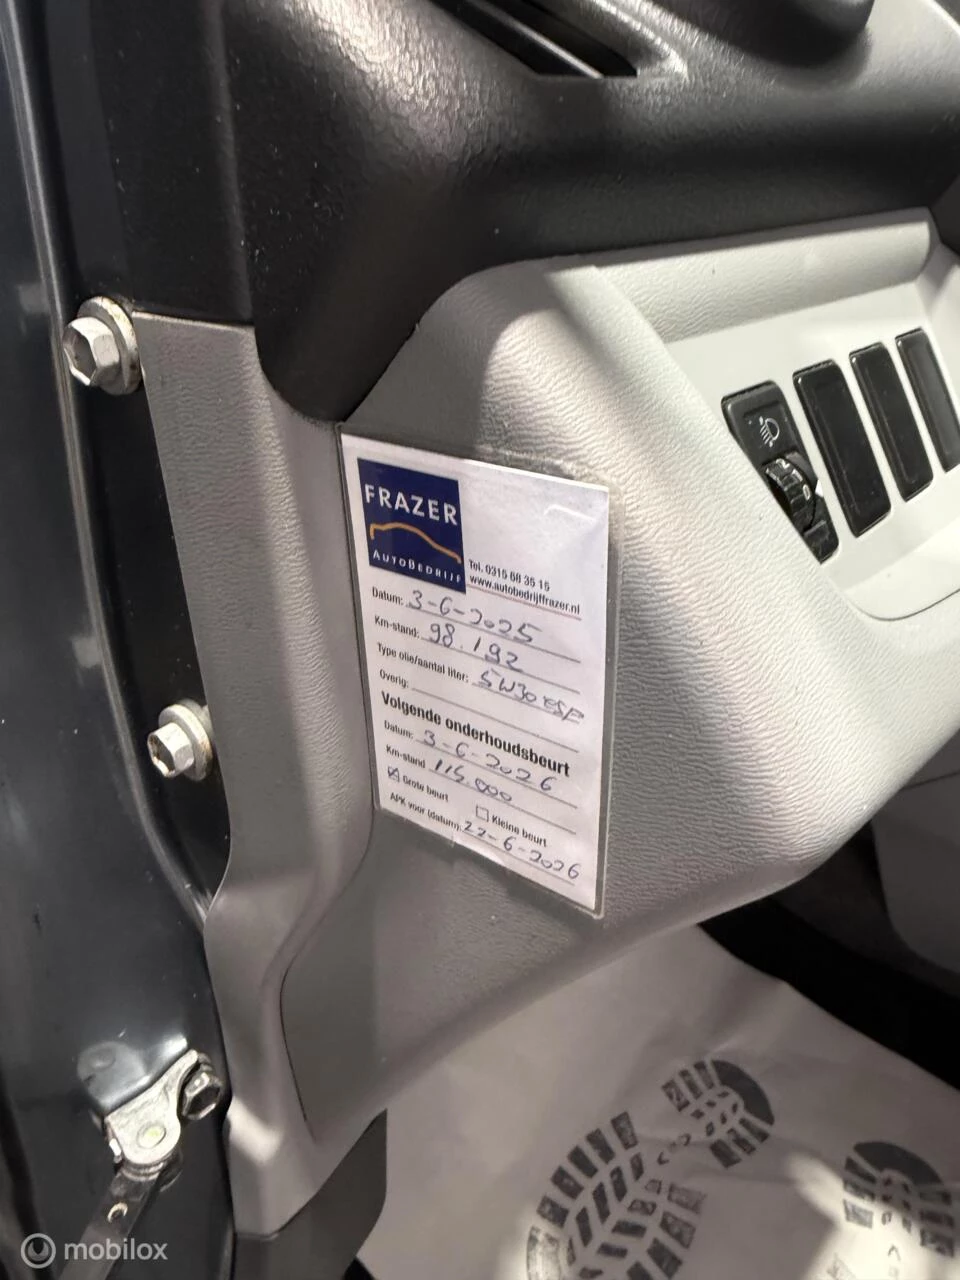 FRAZER
AUTOBEDRIJF
Tel. 0315 68 35 15
www.autobedrijffrazer.nl
Datum: 3-6-2025
Km-stand: 98.192
Type olie/aantal liter: 5W30 ESP
Overig:
Volgende onderhoudsbeurt
Datum: 3-6-2026
Km-stand 115.000
Grote beurt Kleine beurt
APK voor (datum): 22-6-2026
mobilox